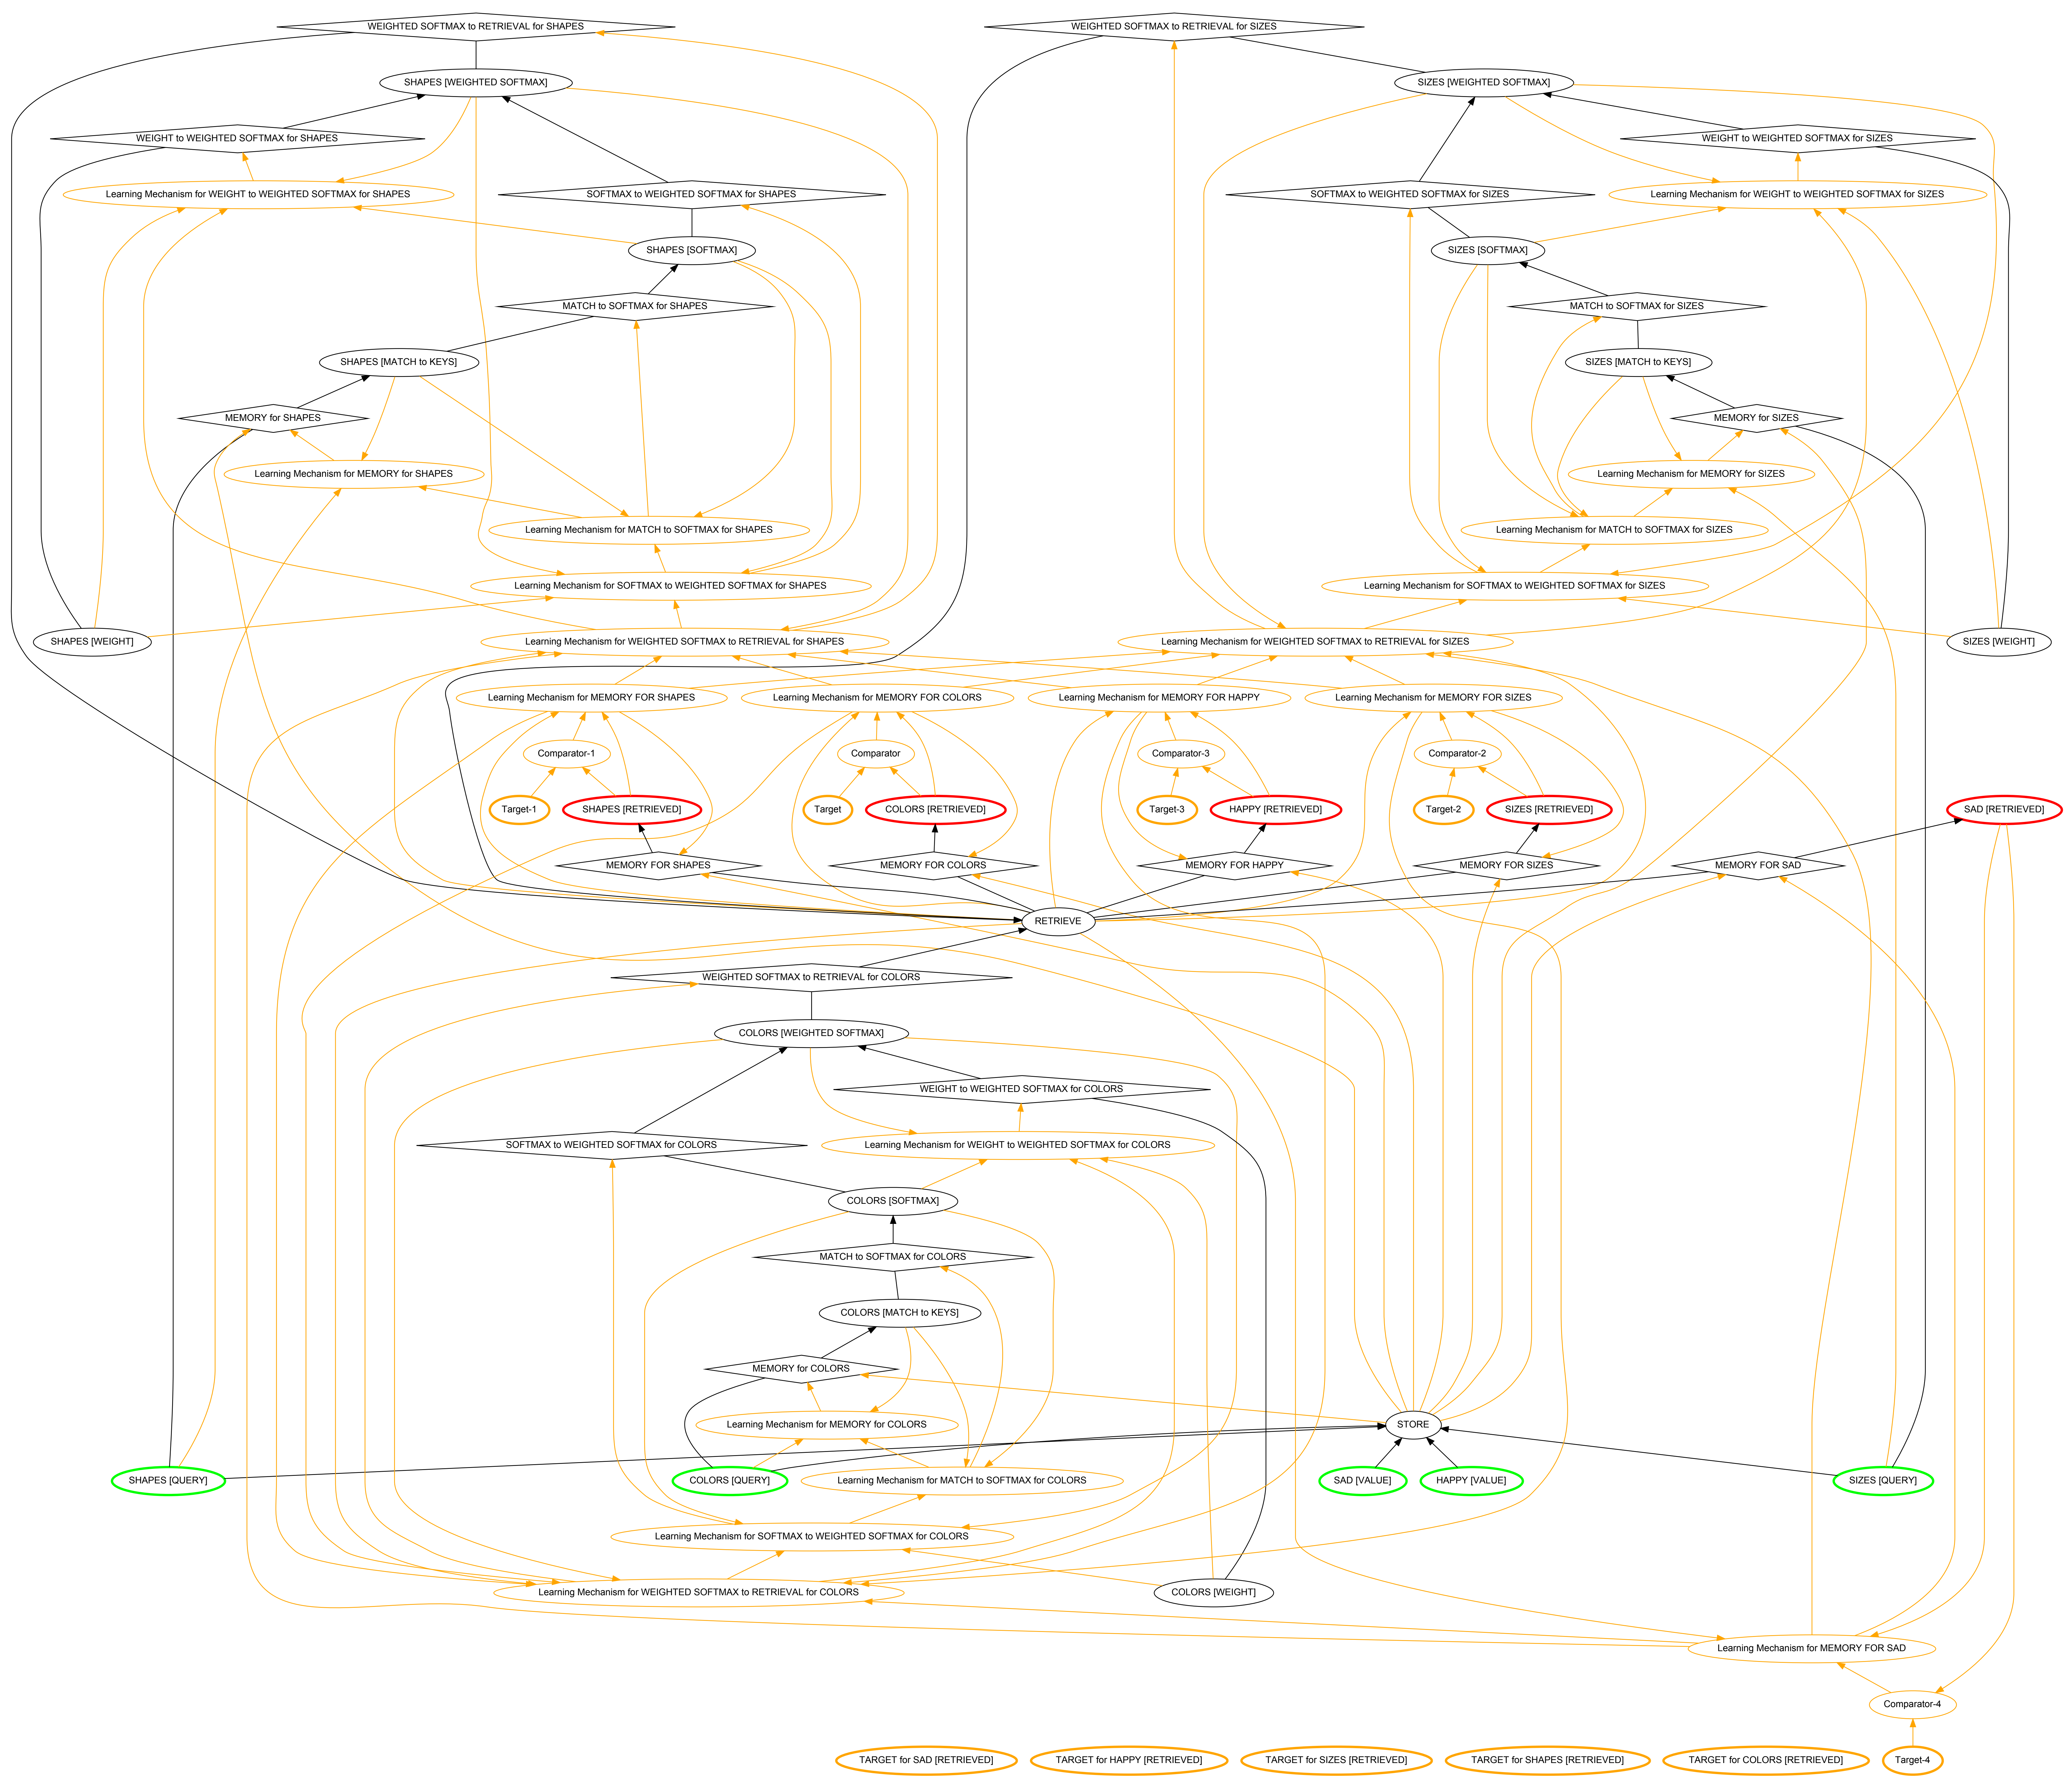 WEIGHTED SOFTMAX to RETRIEVAL for SHAPES
WEIGHTED SOFTMAX to RETRIEVAL for SIZES
SHAPES [WEIGHTED SOFTMAX]
SIZES [WEIGHTED SOFTMAX]
WEIGHT to WEIGHTED SOFTMAX for SHAPES
WEIGHT to WEIGHTED SOFTMAX for SIZES
Learning Mechanism for WEIGHT to WEIGHTED SOFTMAX for SHAPES
SOFTMAX to WEIGHTED SOFTMAX for SHAPES
SOFTMAX to WEIGHTED SOFTMAX for SIZES
Learning Mechanism for WEIGHT to WEIGHTED SOFTMAX for SIZES
SHAPES [SOFTMAX]
SIZES [SOFTMAX]
MATCH to SOFTMAX for SHAPES
MATCH to SOFTMAX for SIZES
SHAPES [MATCH to KEYS]
SIZES [MATCH to KEYS]
MEMORY for SHAPES
MEMORY for SIZES
Learning Mechanism for MEMORY for SHAPES
Learning Mechanism for MEMORY for SIZES
Learning Mechanism for MATCH to SOFTMAX for SHAPES
Learning Mechanism for MATCH to SOFTMAX for SIZES
Learning Mechanism for SOFTMAX to WEIGHTED SOFTMAX for SHAPES
Learning Mechanism for SOFTMAX to WEIGHTED SOFTMAX for SIZES
SHAPES [WEIGHT]
Learning Mechanism for WEIGHTED SOFTMAX to RETRIEVAL for SHAPES
Learning Mechanism for WEIGHTED SOFTMAX to RETRIEVAL for SIZES
SIZES [WEIGHT]
Learning Mechanism for MEMORY FOR SHAPES
Learning Mechanism for MEMORY FOR COLORS
Learning Mechanism for MEMORY FOR HAPPY
Learning Mechanism for MEMORY FOR SIZES
Comparator-1
Comparator
Comparator-3
Comparator-2
Target-1
SHAPES [RETRIEVED]
Target
COLORS [RETRIEVED]
Target-3
HAPPY [RETRIEVED]
Target-2
SIZES [RETRIEVED]
SAD [RETRIEVED]
MEMORY FOR SHAPES
MEMORY FOR COLORS
MEMORY FOR HAPPY
MEMORY FOR SIZES
MEMORY FOR SAD
RETRIEVE
WEIGHTED SOFTMAX to RETRIEVAL for COLORS
COLORS [WEIGHTED SOFTMAX]
WEIGHT to WEIGHTED SOFTMAX for COLORS
SOFTMAX to WEIGHTED SOFTMAX for COLORS
Learning Mechanism for WEIGHT to WEIGHTED SOFTMAX for COLORS
COLORS [SOFTMAX]
MATCH to SOFTMAX for COLORS
COLORS [MATCH to KEYS]
MEMORY for COLORS
Learning Mechanism for MEMORY for COLORS
STORE
SHAPES [QUERY]
COLORS [QUERY]
Learning Mechanism for MATCH to SOFTMAX for COLORS
SAD [VALUE]
HAPPY [VALUE]
SIZES [QUERY]
Learning Mechanism for SOFTMAX to WEIGHTED SOFTMAX for COLORS
Learning Mechanism for WEIGHTED SOFTMAX to RETRIEVAL for COLORS
COLORS [WEIGHT]
Learning Mechanism for MEMORY FOR SAD
Comparator-4
TARGET for SAD [RETRIEVED]
TARGET for HAPPY [RETRIEVED]
TARGET for SIZES [RETRIEVED]
TARGET for SHAPES [RETRIEVED]
TARGET for COLORS [RETRIEVED]
Target-4